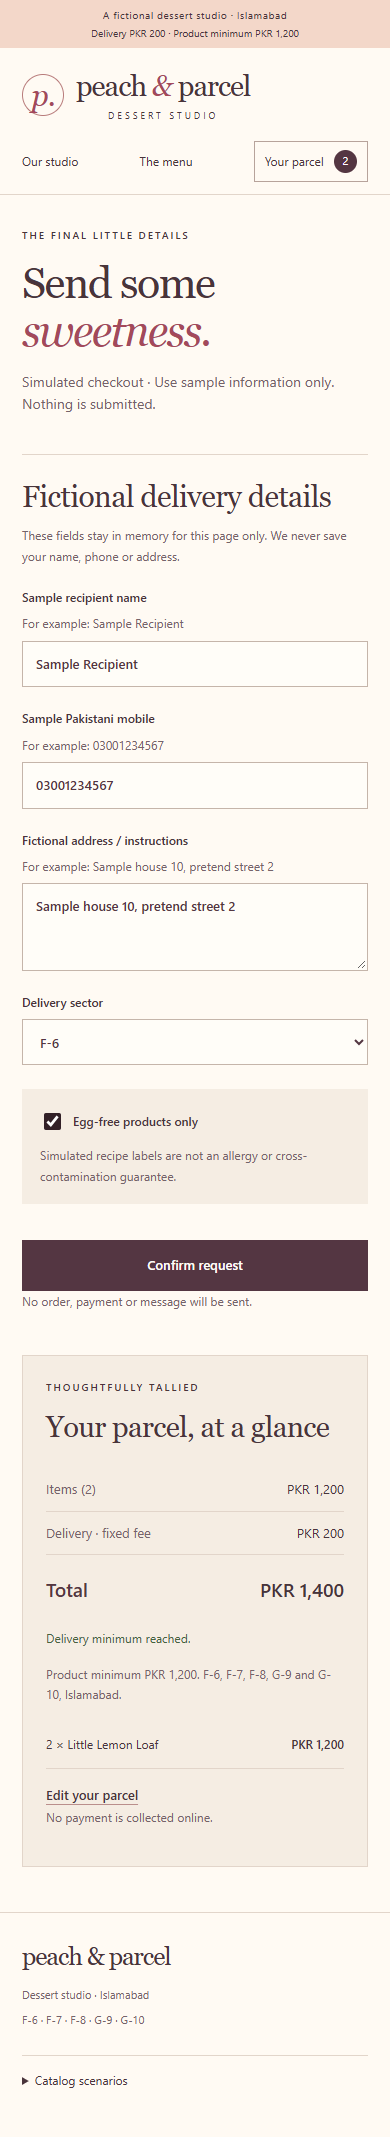 A fictional dessert studio · Islamabad
Delivery PKR 200 · Product minimum PKR 1,200
p.
peach & parcel
DESSERT STUDIO
Our studio
The menu
Your parcel 2
THE FINAL LITTLE DETAILS
Send some
sweetness.
Simulated checkout · Use sample information only.
Nothing is submitted.
Fictional delivery details
These fields stay in memory for this page only. We never save
your name, phone or address.
Sample recipient name
For example: Sample Recipient
Sample Recipient
Sample Pakistani mobile
For example: 03001234567
03001234567
Fictional address / instructions
For example: Sample house 10, pretend street 2
Sample house 10, pretend street 2
Delivery sector
F-6
Egg-free products only
Simulated recipe labels are not an allergy or cross-
contamination guarantee.
Confirm request
No order, payment or message will be sent.
THOUGHTFULLY TALLIED
Your parcel, at a glance
Items (2) PKR 1,200
Delivery · fixed fee PKR 200
Total PKR 1,400
Delivery minimum reached.
Product minimum PKR 1,200. F-6, F-7, F-8, G-9 and G-
10, Islamabad.
2 × Little Lemon Loaf PKR 1,200
Edit your parcel
No payment is collected online.
peach & parcel
Dessert studio · Islamabad
F-6 · F-7 · F-8 · G-9 · G-10
Catalog scenarios